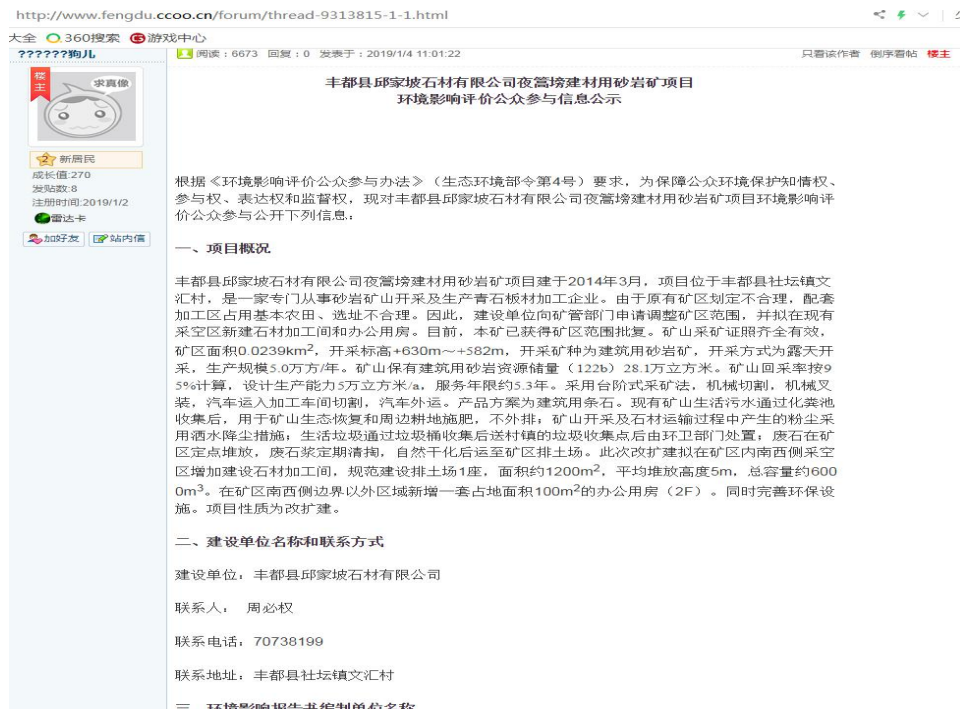 http://www.fengdu.ccoo.cn/forum/thread-9313815-1-1.html
大全 360搜索 游戏中心
??????狗儿
阅读：6673 回复：0 发表于：2019/1/4 11:01:22 只看该作者 倒序看帖 楼主
楼主
求真像
2 新居民
成长值:270
发贴数:8
注册时间:2019/1/2
雷达卡
加好友 站内信
丰都县邱家坡石材有限公司夜篙塝建材用砂岩矿项目
环境影响评价公众参与信息公示
根据《环境影响评价公众参与办法》（生态环境部令第4号）要求，为保障公众环境保护知情权、
参与权、表达权和监督权，现对丰都县邱家坡石材有限公司夜篙塝建材用砂岩矿项目环境影响评
价公众参与公开下列信息：
一、项目概况
丰都县邱家坡石材有限公司夜篙塝建材用砂岩矿项目建于2014年3月，项目位于丰都县社坛镇文
汇村，是一家专门从事砂岩矿山开采及生产青石板材加工企业。由于原有矿区划定不合理，配套
加工区占用基本农田、选址不合理。因此，建设单位向矿管部门申请调整矿区范围，并拟在现有
采空区新建石材加工间和办公用房。目前，本矿已获得矿区范围批复。矿山采矿证照齐全有效，
矿区面积0.0239km²，开采标高+630m～+582m，开采矿种为建筑用砂岩矿，开采方式为露天开
采，生产规模5.0万方/年。矿山保有建筑用砂岩资源储量（122b）28.1万立方米。矿山回采率按9
5%计算，设计生产能力5万立方米/a，服务年限约5.3年。采用台阶式采矿法，机械切割，机械叉
装，汽车运入加工车间切割，汽车外运。产品方案为建筑用条石。现有矿山生活污水通过化粪池
收集后，用于矿山生态恢复和周边耕地施肥，不外排；矿山开采及石材运输过程中产生的粉尘采
用洒水降尘措施；生活垃圾通过垃圾桶收集后送村镇的垃圾收集点后由环卫部门处置；废石在矿
区定点堆放，废石浆定期清掏，自然干化后运至矿区排土场。此次改扩建拟在矿区内南西侧采空
区增加建设石材加工间，规范建设排土场1座，面积约1200m²，平均堆放高度5m，总容量约600
0m³。在矿区南西侧边界以外区域新增一套占地面积100m²的办公用房（2F）。同时完善环保设
施。项目性质为改扩建。
二、建设单位名称和联系方式
建设单位：丰都县邱家坡石材有限公司
联系人： 周必权
联系电话：70738199
联系地址：丰都县社坛镇文汇村
三、环境影响报告书编制单位名称